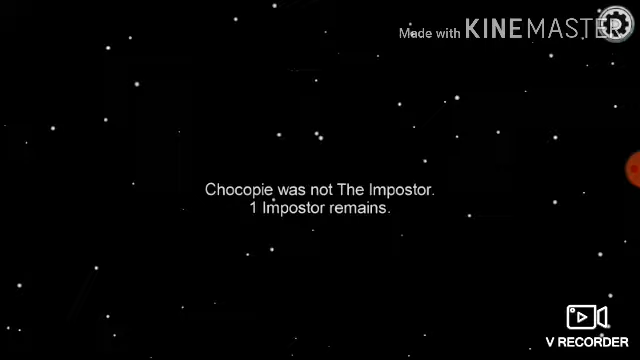 Made with KINEMASTER
Chocopie was not The Impostor.
1 Impostor remains.
V RECORDER